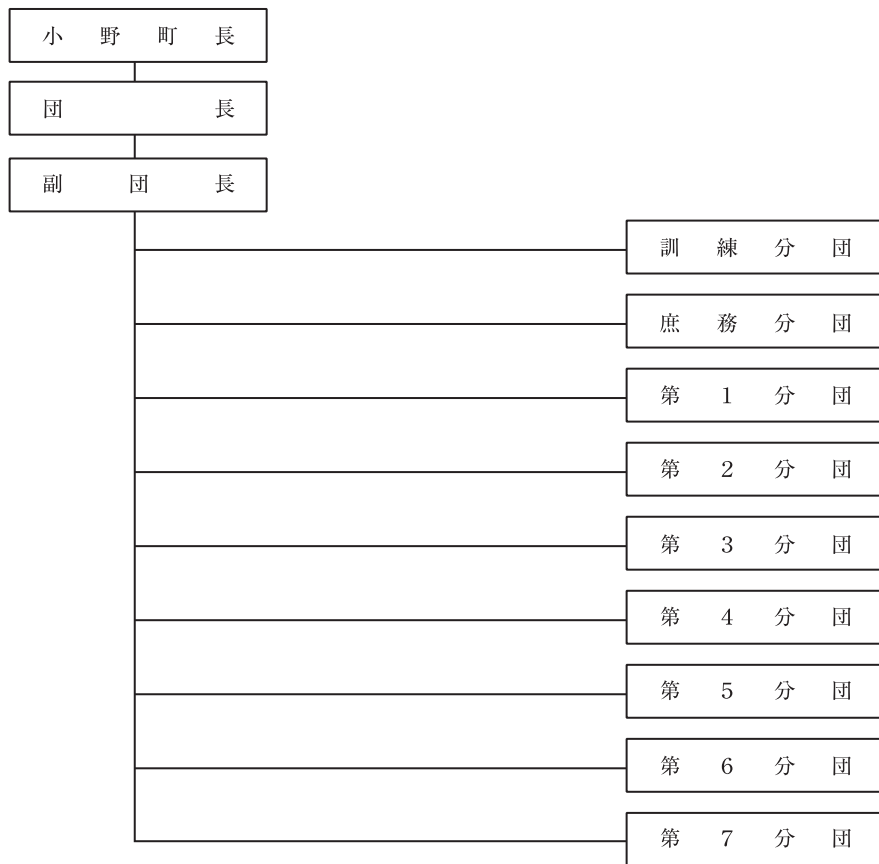 小野町長
団長
副団長
訓練分団
庶務分団
第1分団
第2分団
第3分団
第4分団
第5分団
第6分団
第7分団